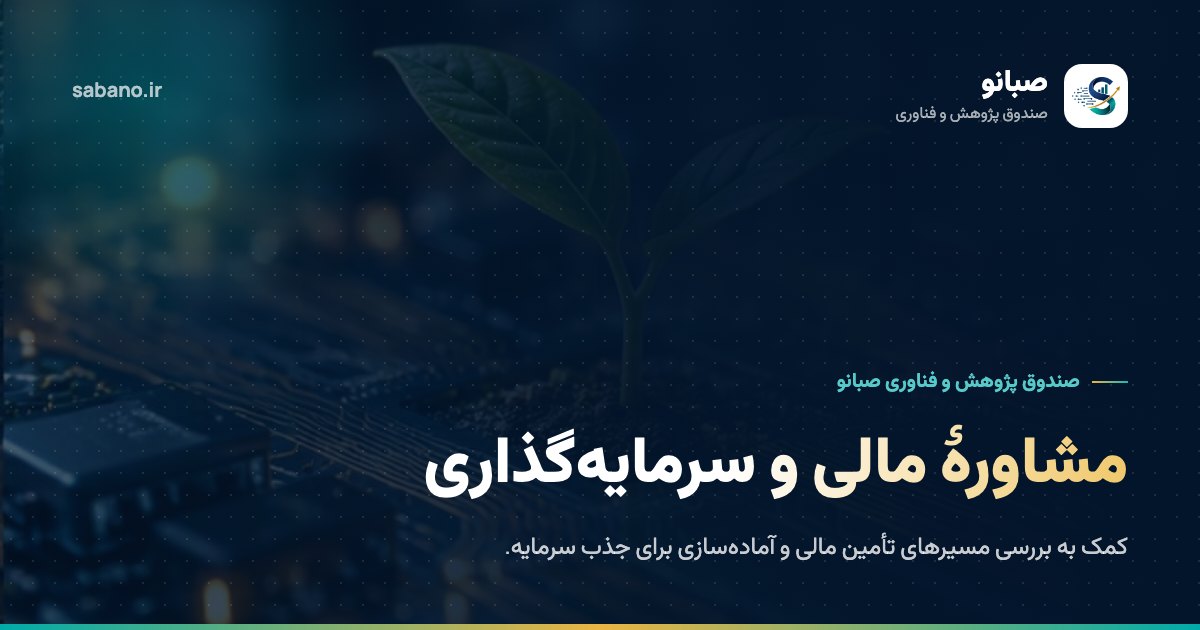 صبانو
صندوق پژوهش و فناوری
sabano.ir
صندوق پژوهش و فناوری صبانو
مشاورهٔ مالی و سرمایه‌گذاری
کمک به بررسی مسیرهای تأمین مالی و آماده‌سازی برای جذب سرمایه.